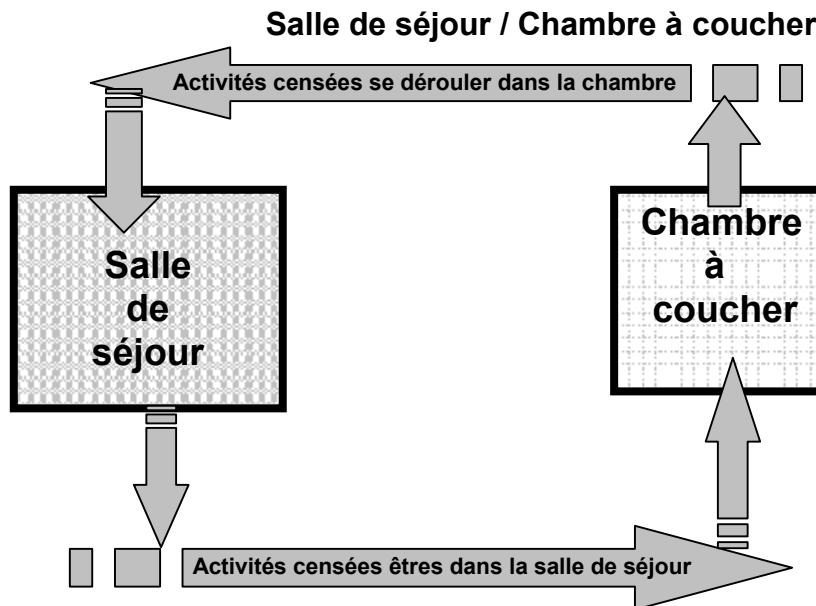 Salle de séjour / Chambre à coucher
Activités censées se dérouler dans la chambre
Salle
de
séjour
Chambre
à
coucher
Activités censées êtres dans la salle de séjour